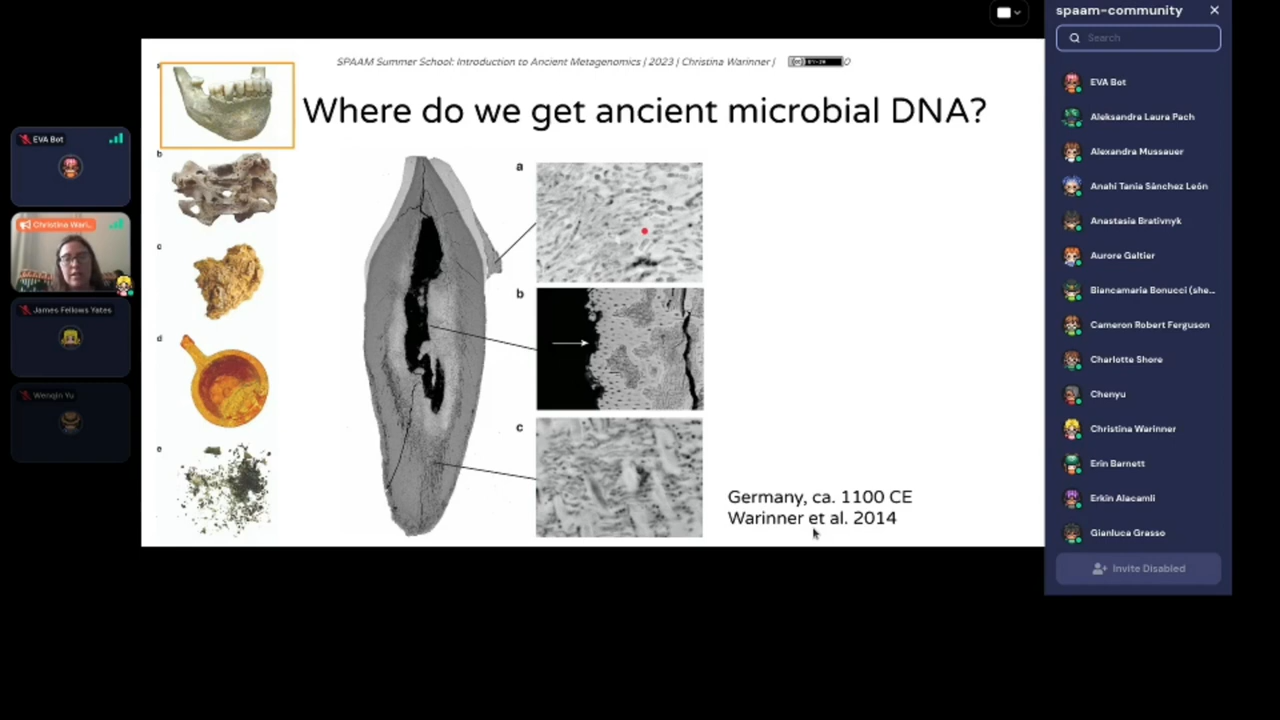 spaam-community
Search
EVA Bot
Aleksandra Laura Pach
Alexandra Mussauer
Anahí Tania Sánchez León
Anastasia Brativnyk
Aurore Galtier
Biancamaria Bonucci (she...
Cameron Robert Ferguson
Charlotte Shore
Chenyu
Christina Warinner
Erin Barnett
Erkin Alacamli
Gianluca Grasso
Invite Disabled
EVA Bot
Christina Wari...
James Fellows Yates
Wenqin Yu
SPAAM Summer School: Introduction to Ancient Metagenomics | 2023 | Christina Warinner |
Where do we get ancient microbial DNA?
b
c
d
e
a
b
c
Germany, ca. 1100 CE
Warinner et al. 2014